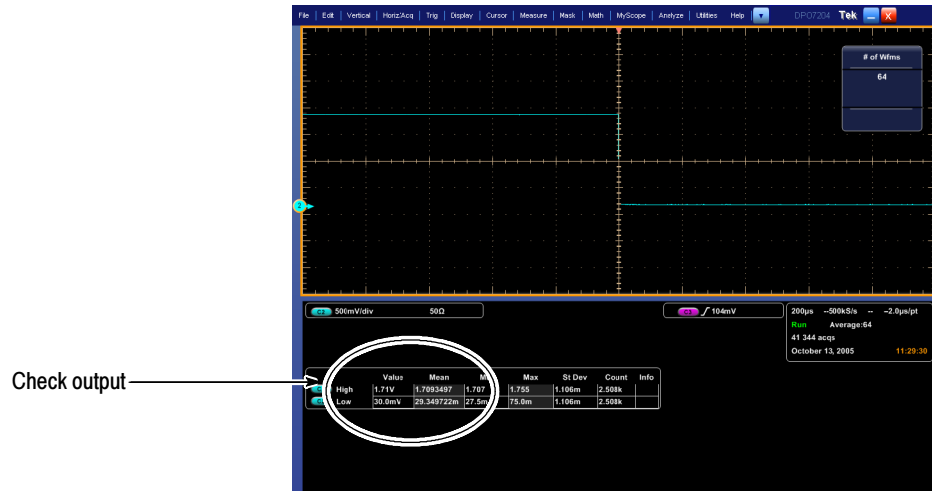 File | Edit | Vertical | Horiz/Acq | Trig | Display | Cursor | Measure | Mask | Math | MyScope | Analyze | Utilities | Help DPO7204 Tek X
# of Wfms
64
2
C2 500mV/div 50Ω
104mV
200µs --500kS/s -- --2.0µs/pt
Run Average:64
41 344 acqs
October 13, 2005 11:29:30
Check output
Value Mean Max St Dev Count Info
High 1.71V 1.7093497 1.707 1.755 1.106m 2.508k
Low 30.0mV 29.349722m 27.5m 75.0m 1.106m 2.508k